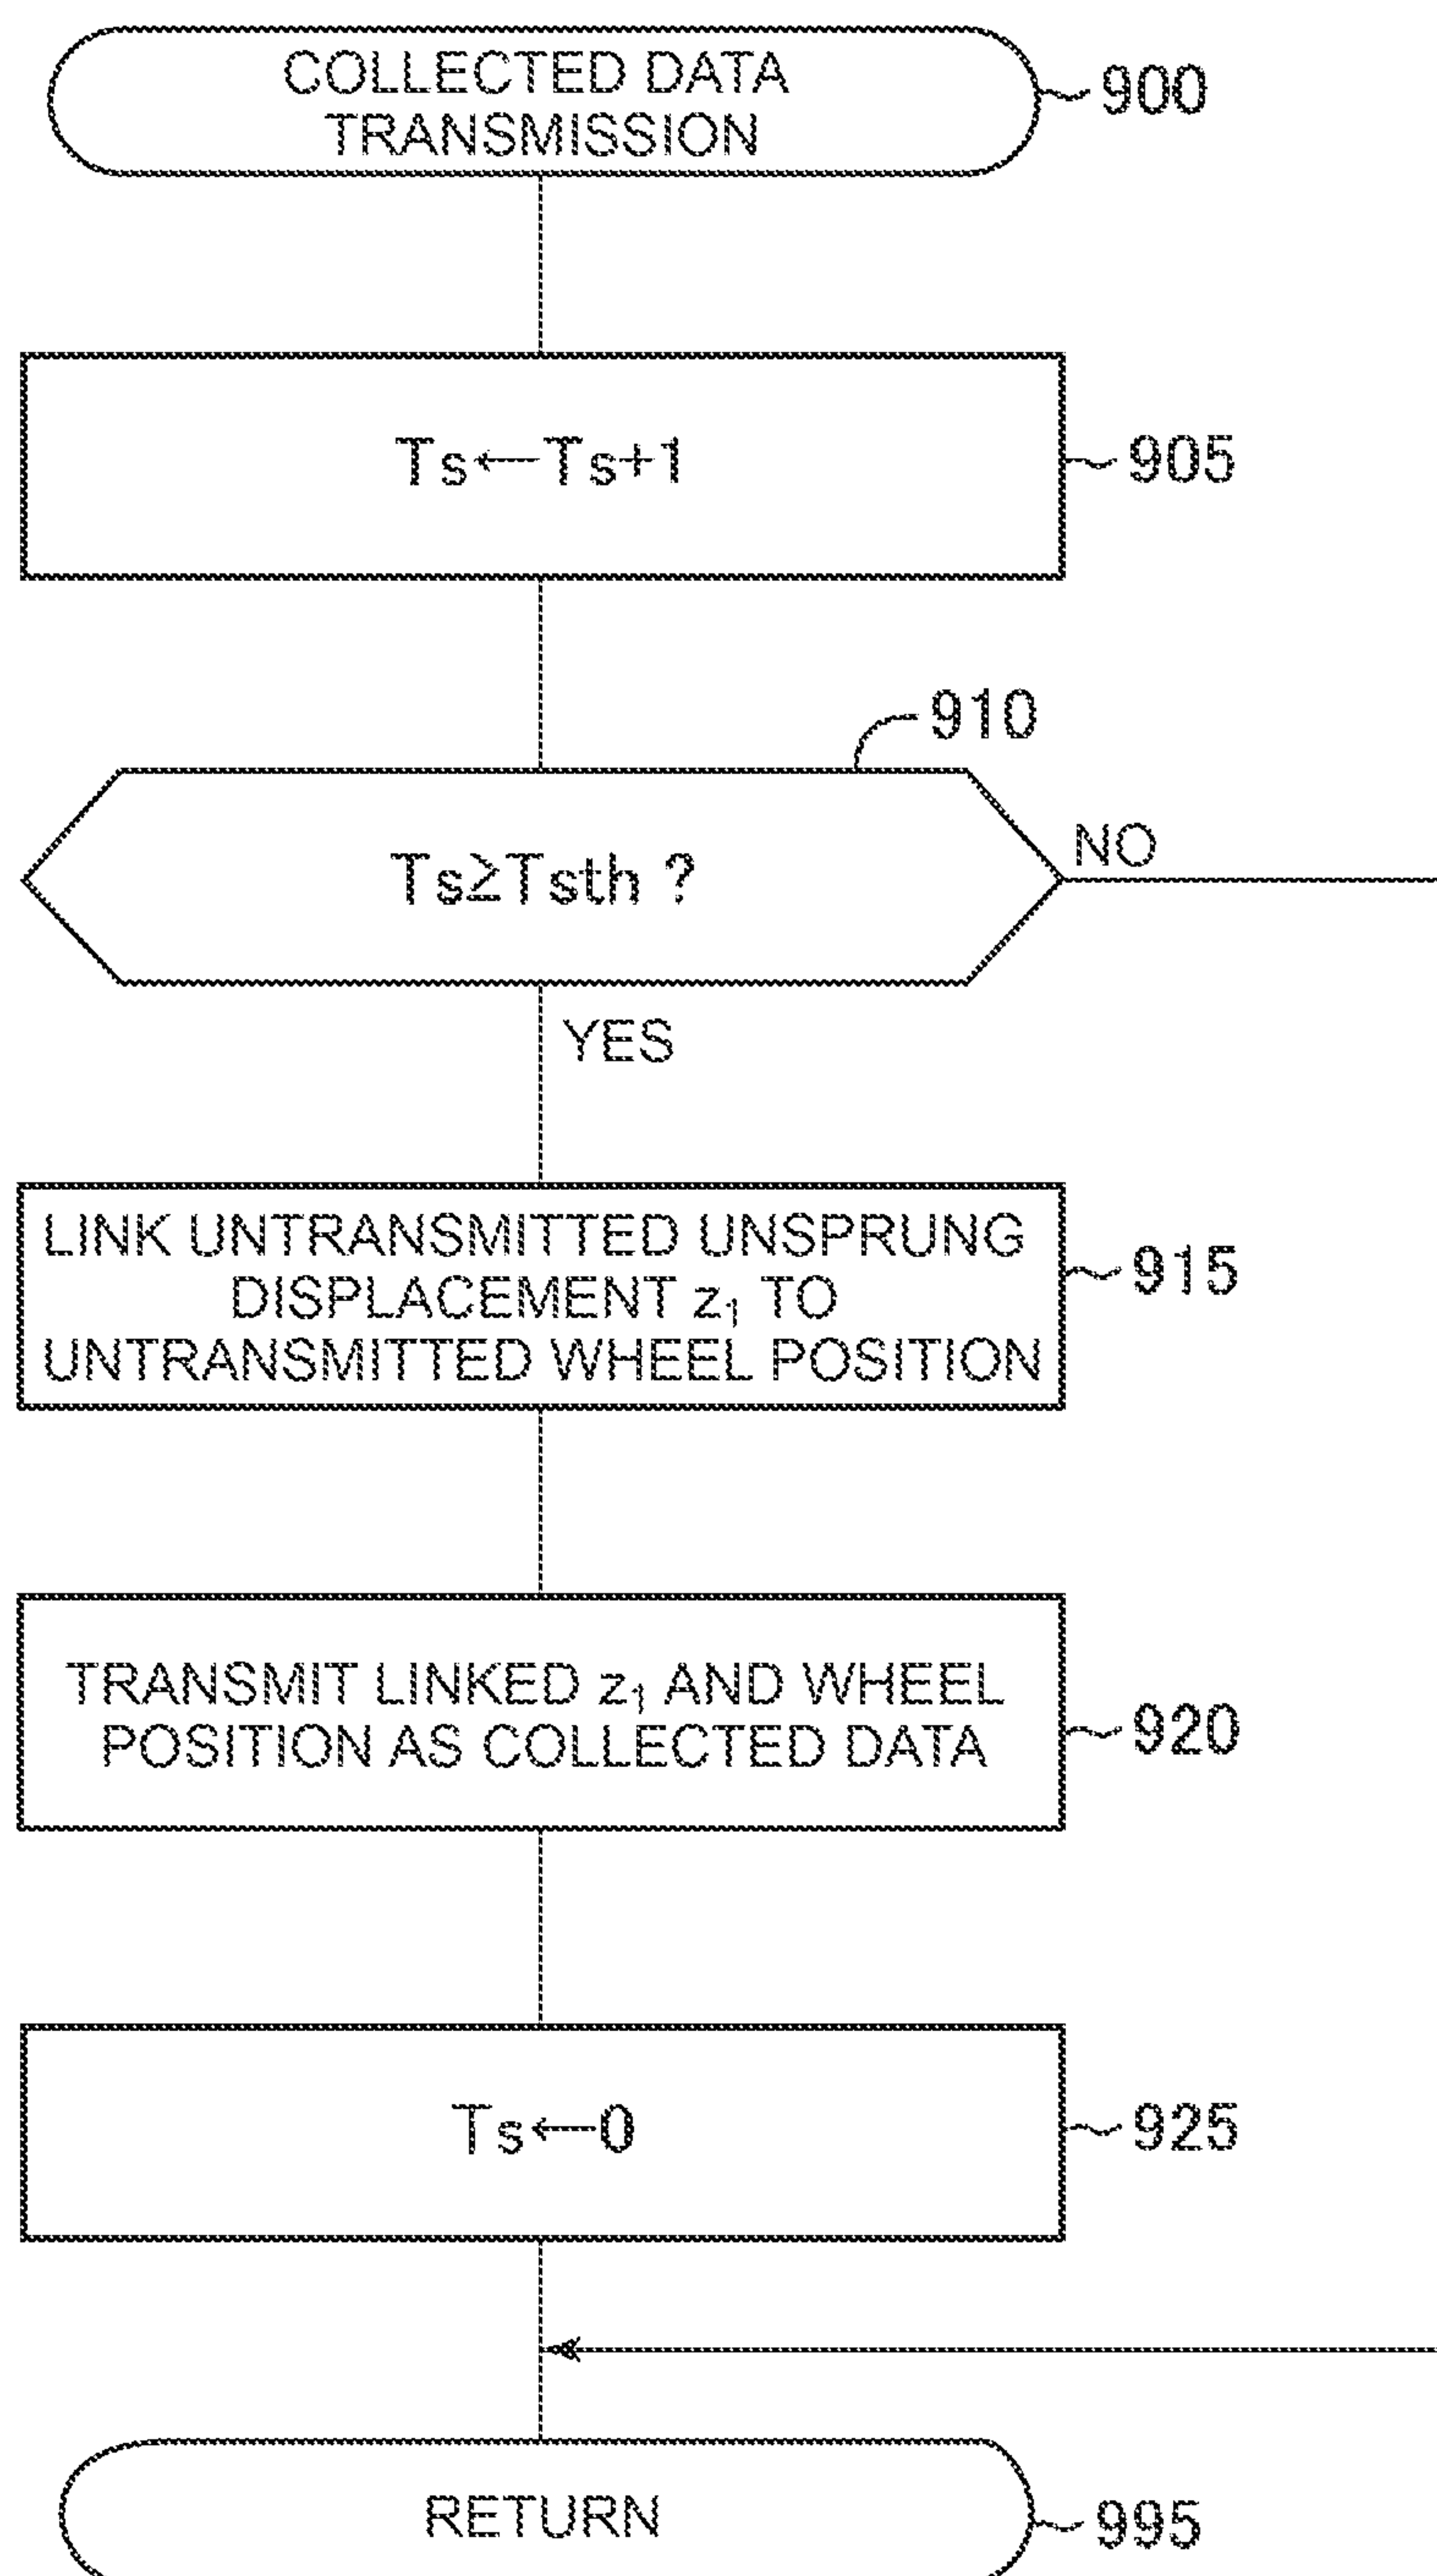 COLLECTED DATA
TRANSMISSION
900
Ts←Ts+1
905
910
Ts≥Tsth ?
NO
YES
LINK UNTRANSMITTED UNSPRUNG
DISPLACEMENT z₁ TO
UNTRANSMITTED WHEEL POSITION
915
TRANSMIT LINKED z₁ AND WHEEL
POSITION AS COLLECTED DATA
920
Ts←0
925
RETURN
995